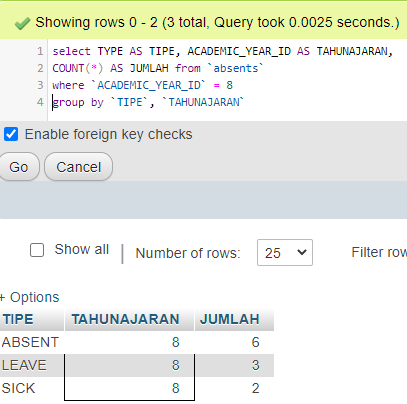 Showing rows 0 - 2 (3 total, Query took 0.0025 seconds.)
1 select TYPE AS TIPE, ACADEMIC_YEAR_ID AS TAHUNAJARAN,
2 COUNT(*) AS JUMLAH from `absents`
3 where `ACADEMIC_YEAR_ID` = 8
4 group by `TIPE`, `TAHUNAJARAN`
Enable foreign key checks
Go Cancel
Show all Number of rows: 25 Filter row
+ Options
TIPE TAHUNAJARAN JUMLAH
ABSENT 8 6
LEAVE 8 3
SICK 8 2